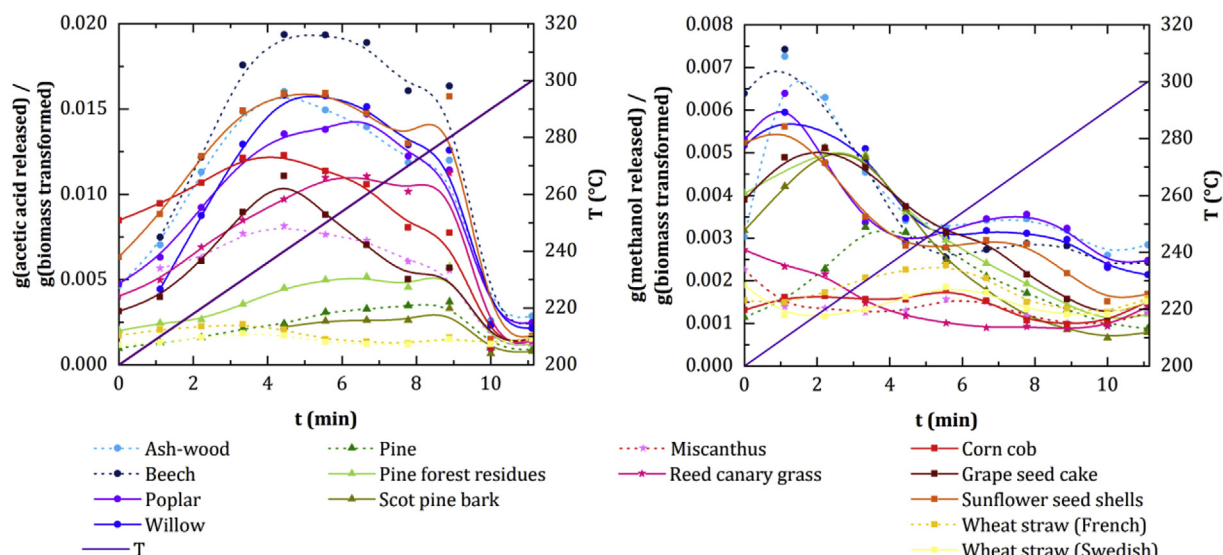 g(acetic acid released) /
g(biomass transformed)
0.020
0.015
0.010
0.005
0.000
0 2 4 6 8 10
t (min)
320
300
280
260
240
220
200
T (°C)
g(methanol released) /
g(biomass transformed)
0.008
0.007
0.006
0.005
0.004
0.003
0.002
0.001
0.000
0 2 4 6 8 10
t (min)
320
300
280
260
240
220
200
T (°C)
Ash-wood
Beech
Poplar
Willow
T
Pine
Pine forest residues
Scot pine bark
Miscanthus
Reed canary grass
Corn cob
Grape seed cake
Sunflower seed shells
Wheat straw (French)
Wheat straw (Swedish)